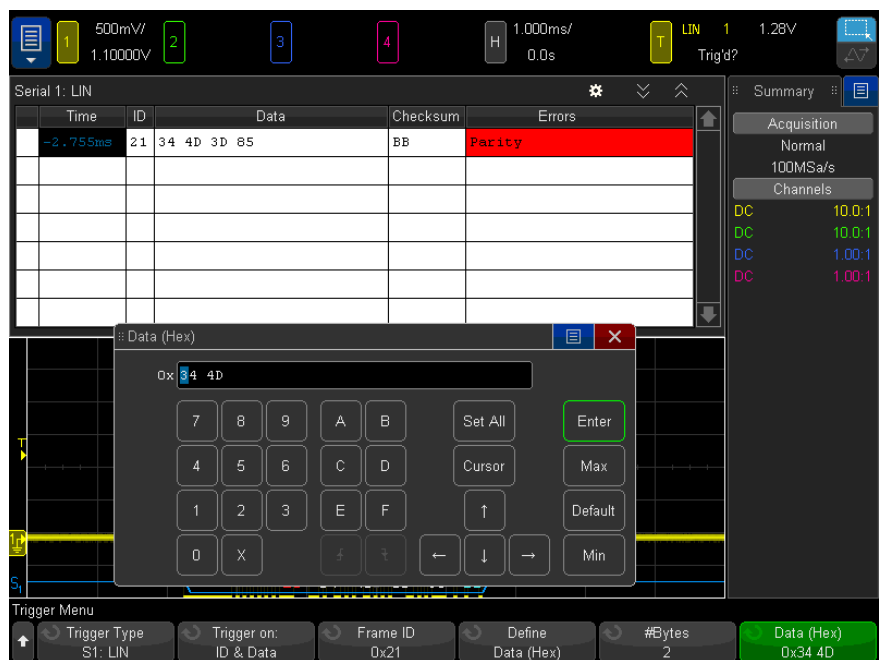 1 500mV/ 2 3 4 H 1.000ms/ T LIN 1 1.28V
1.10000V 0.0s Trig'd?
Serial 1: LIN
Time ID Data Checksum Errors
-2.755ms 21 34 4D 3D 85 BB Parity
Summary
Acquisition
Normal
100MSa/s
Channels
DC 10.0:1
DC 10.0:1
DC 1.00:1
DC 1.00:1
Data (Hex)
0x 34 4D
7 8 9 A B Set All Enter
4 5 6 C D Cursor Max
1 2 3 E F ↑ Default
0 X ← ↓ → Min
T
1
S1
Trigger Menu
Trigger Type Trigger on: Frame ID Define #Bytes Data (Hex)
S1: LIN ID & Data 0x21 Data (Hex) 2 0x34 4D